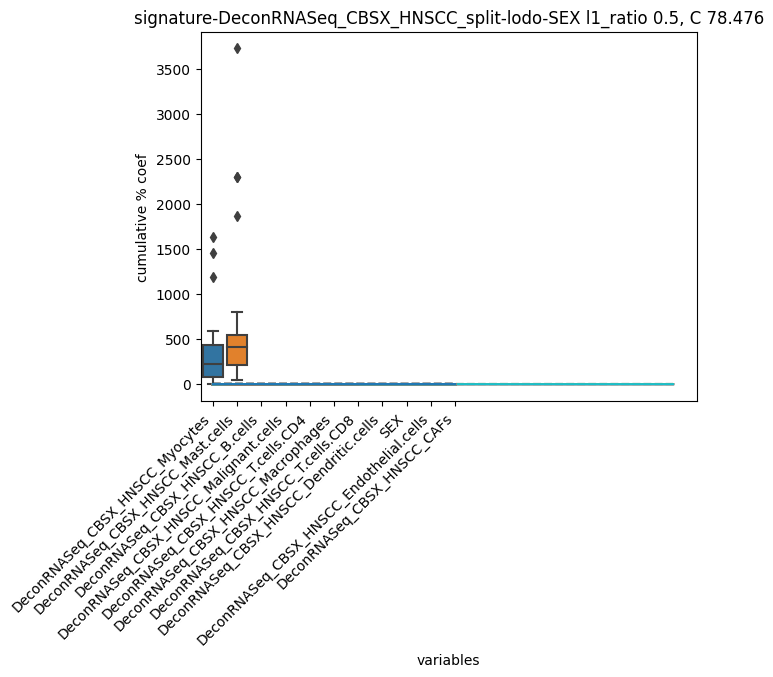 signature-DeconRNASeq_CBSX_HNSCC_split-lodo-SEX l1_ratio 0.5, C 78.476
cumulative % coef
3500
3000
2500
2000
1500
1000
500
0
DeconRNASeq_CBSX_HNSCC_Myocytes
DeconRNASeq_CBSX_HNSCC_Mast.cells
DeconRNASeq_CBSX_HNSCC_B.cells
DeconRNASeq_CBSX_HNSCC_Malignant.cells
DeconRNASeq_CBSX_HNSCC_T.cells.CD4
DeconRNASeq_CBSX_HNSCC_Macrophages
DeconRNASeq_CBSX_HNSCC_T.cells.CD8
DeconRNASeq_CBSX_HNSCC_Dendritic.cells
SEX
DeconRNASeq_CBSX_HNSCC_Endothelial.cells
DeconRNASeq_CBSX_HNSCC_CAFs
variables